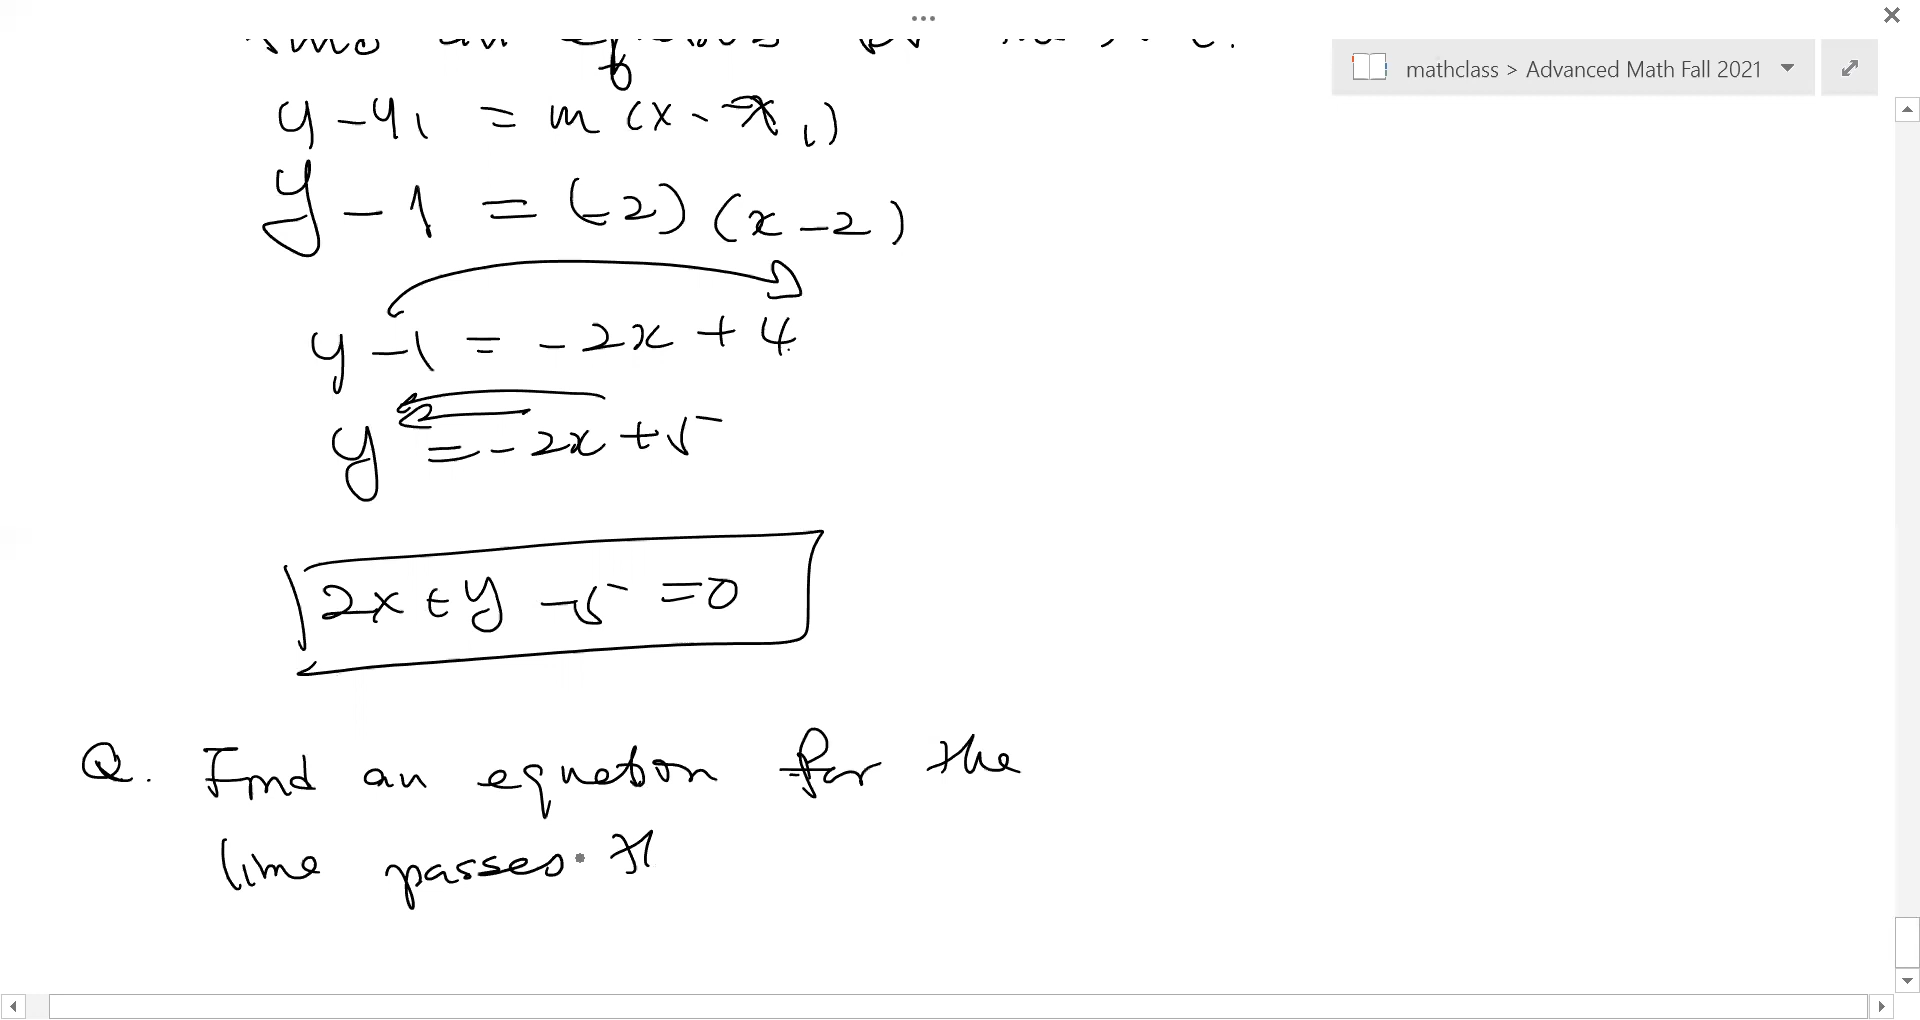 mathclass > Advanced Math Fall 2021
y - y₁ = m (x - x₁)
y - 1 = (-2) (x - 2)
y - 1 = -2x + 4
y = -2x + 5
2x + y - 5 = 0
Q. Find an equation for the
line passes th